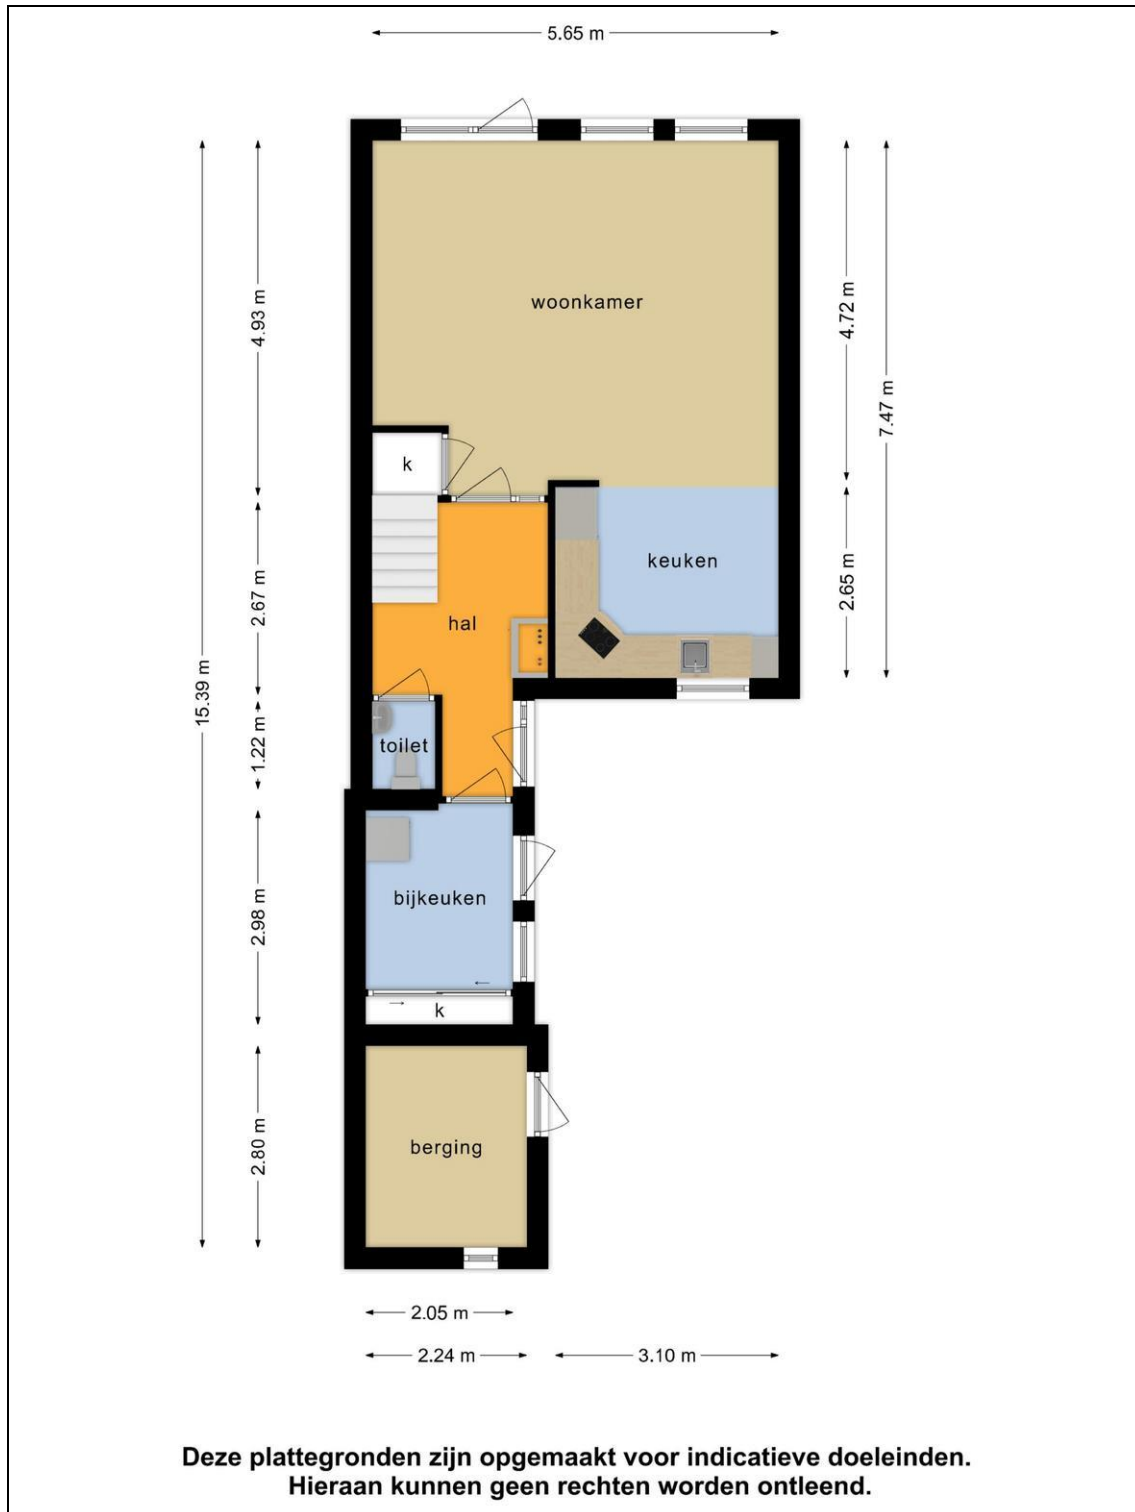 5.65 m
woonkamer
4.93 m
4.72 m
7.47 m
k
keuken
2.65 m
2.67 m
hal
15.39 m
toilet
1.22 m
bijkeuken
2.98 m
k
berging
2.80 m
2.05 m
2.24 m
3.10 m
Deze plattegronden zijn opgemaakt voor indicatieve doeleinden.
Hieraan kunnen geen rechten worden ontleend.